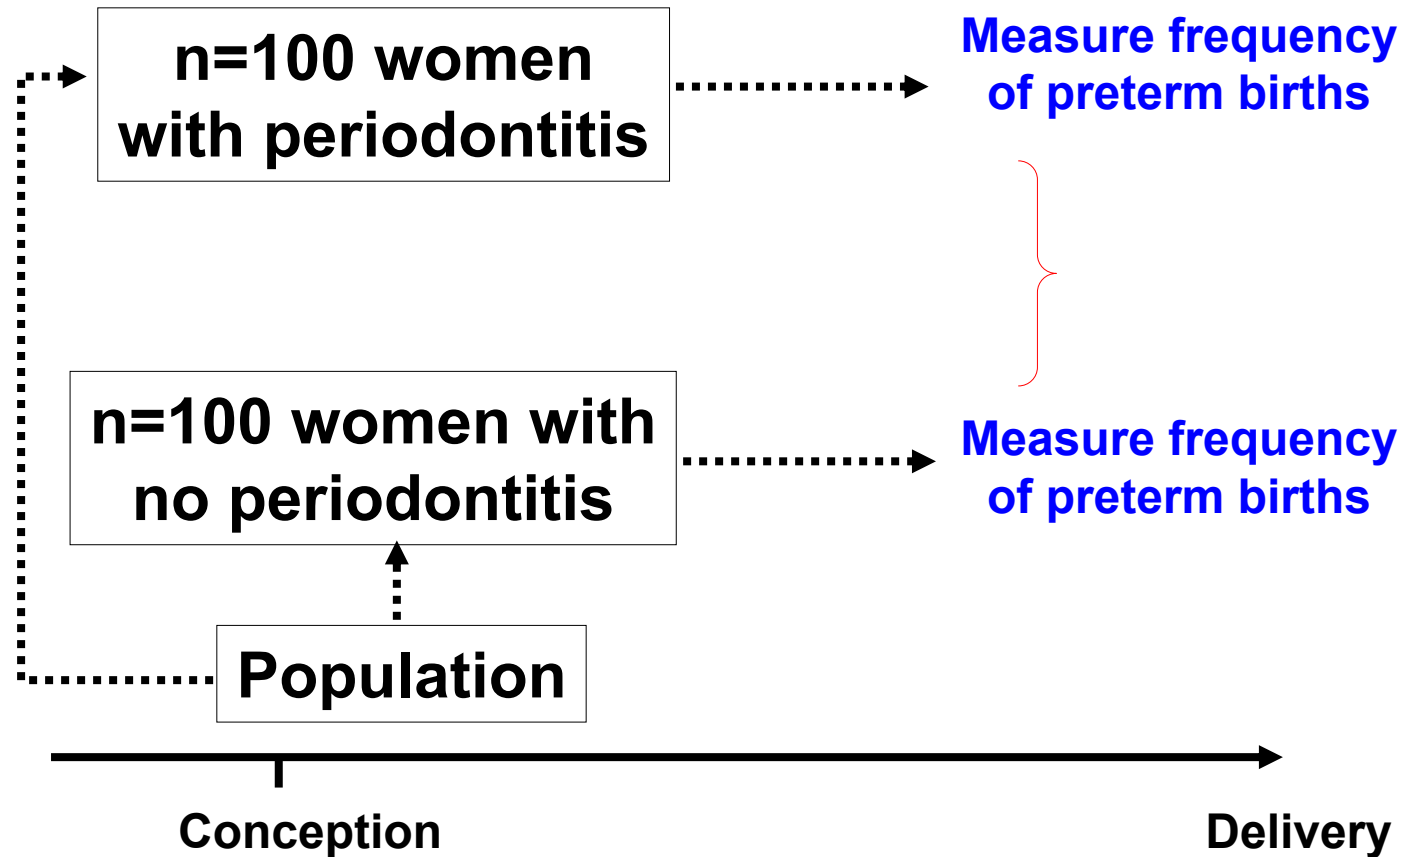 n=100 women
with periodontitis
Measure frequency
of preterm births
n=100 women with
no periodontitis
Measure frequency
of preterm births
Population
Conception
Delivery